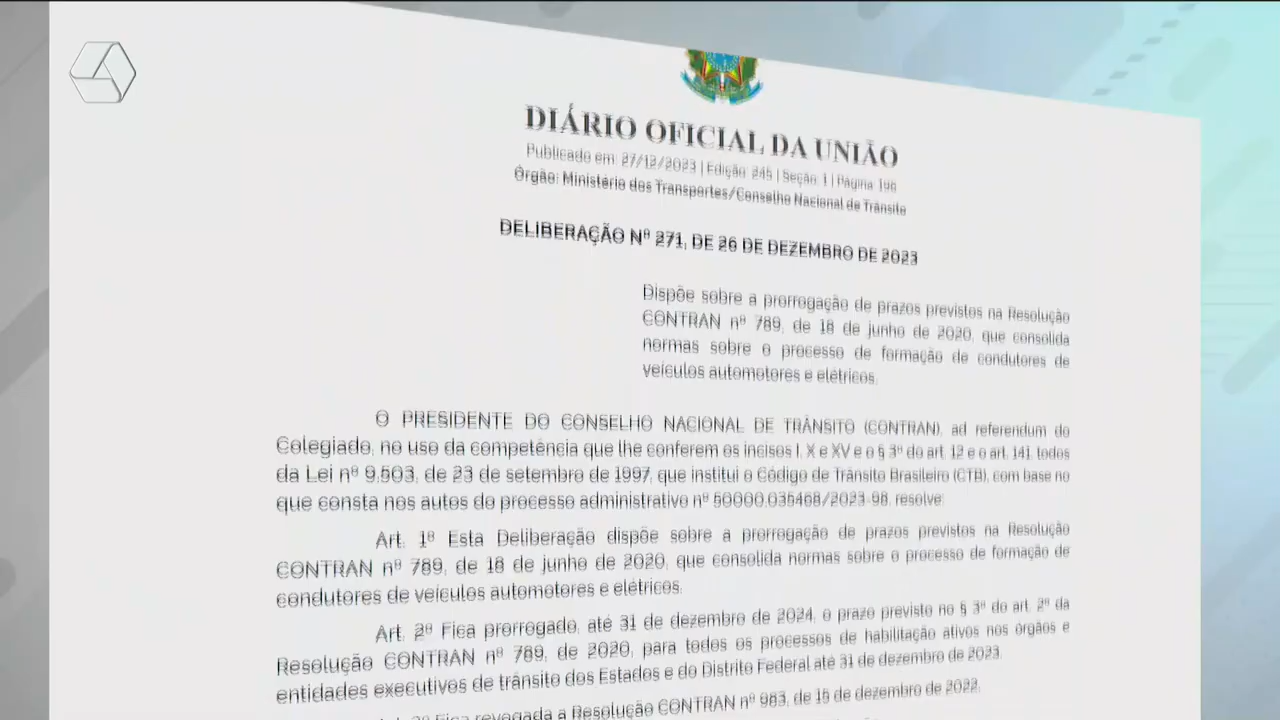 DIÁRIO OFICIAL DA UNIÃO
Publicado em: 27/12/2023 | Edição: 245 | Seção: 1 | Página: 196
Órgão: Ministério dos Transportes/Conselho Nacional de Trânsito
DELIBERAÇÃO Nº 271, DE 26 DE DEZEMBRO DE 2023
Dispõe sobre a prorrogação de prazos previstos na Resolução
CONTRAN nº 789, de 18 de junho de 2020, que consolida
normas sobre o processo de formação de condutores de
veículos automotores e elétricos.
O PRESIDENTE DO CONSELHO NACIONAL DE TRÂNSITO (CONTRAN), ad referendum do
Colegiado, no uso da competência que lhe conferem os incisos I, X e XV e o § 3º do art. 12 e o art. 141, todos
da Lei nº 9.503, de 23 de setembro de 1997, que institui o Código de Trânsito Brasileiro (CTB), com base no
que consta nos autos do processo administrativo nº 50000.035468/2023-98, resolve:
Art. 1º Esta Deliberação dispõe sobre a prorrogação de prazos previstos na Resolução
CONTRAN nº 789, de 18 de junho de 2020, que consolida normas sobre o processo de formação de
condutores de veículos automotores e elétricos.
Art. 2º Fica prorrogado, até 31 de dezembro de 2024, o prazo previsto no § 3º do art. 2º da
Resolução CONTRAN nº 789, de 2020, para todos os processos de habilitação ativos nos órgãos e
entidades executivos de trânsito dos Estados e do Distrito Federal até 31 de dezembro de 2023.
Art. 3º Fica revogada a Resolução CONTRAN nº 983, de 15 de dezembro de 2022.